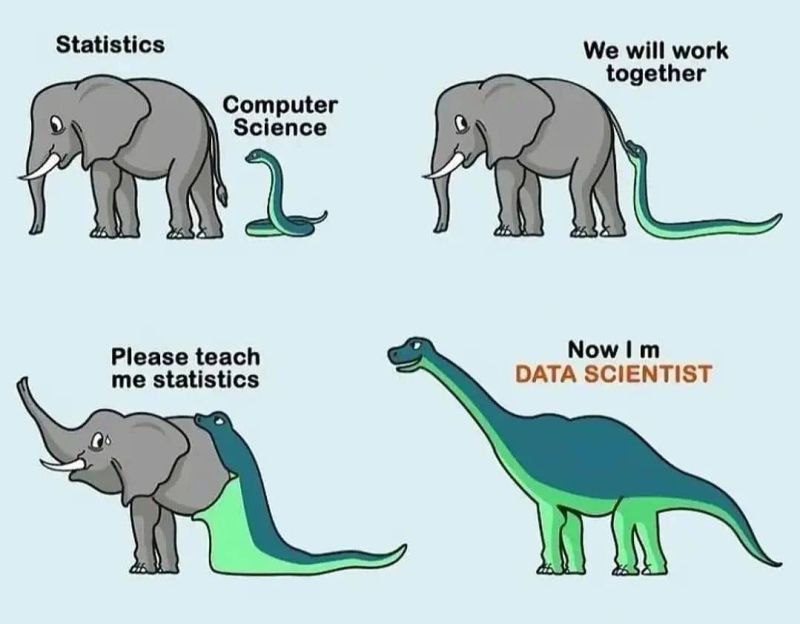 Statistics
Computer
Science
We will work
together
Please teach
me statistics
Now I m
DATA SCIENTIST